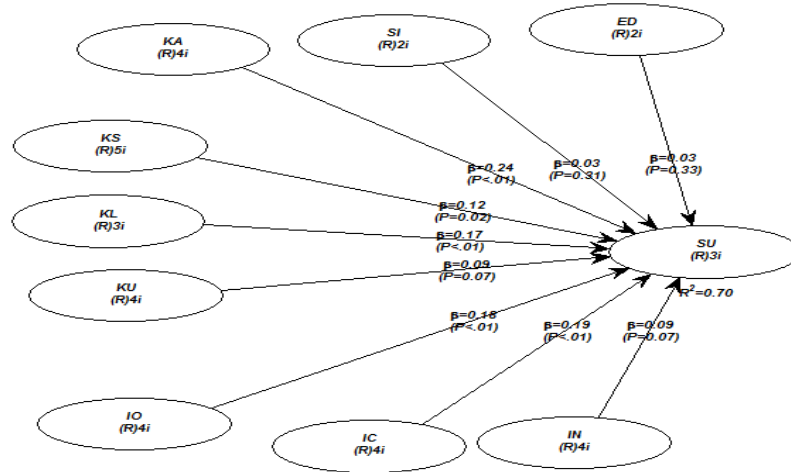 KA
(R)4i
SI
(R)2i
ED
(R)2i
KS
(R)5i
KL
(R)3i
KU
(R)4i
IO
(R)4i
IC
(R)4i
IN
(R)4i
SU
(R)3i
R²=0.70
β=0.24
(P<.01)
β=0.03
(P=0.31)
β=0.03
(P=0.33)
β=0.12
(P=0.02)
β=0.17
(P<.01)
β=0.09
(P=0.07)
β=0.18
(P<.01)
β=0.19
(P<.01)
β=0.09
(P=0.07)